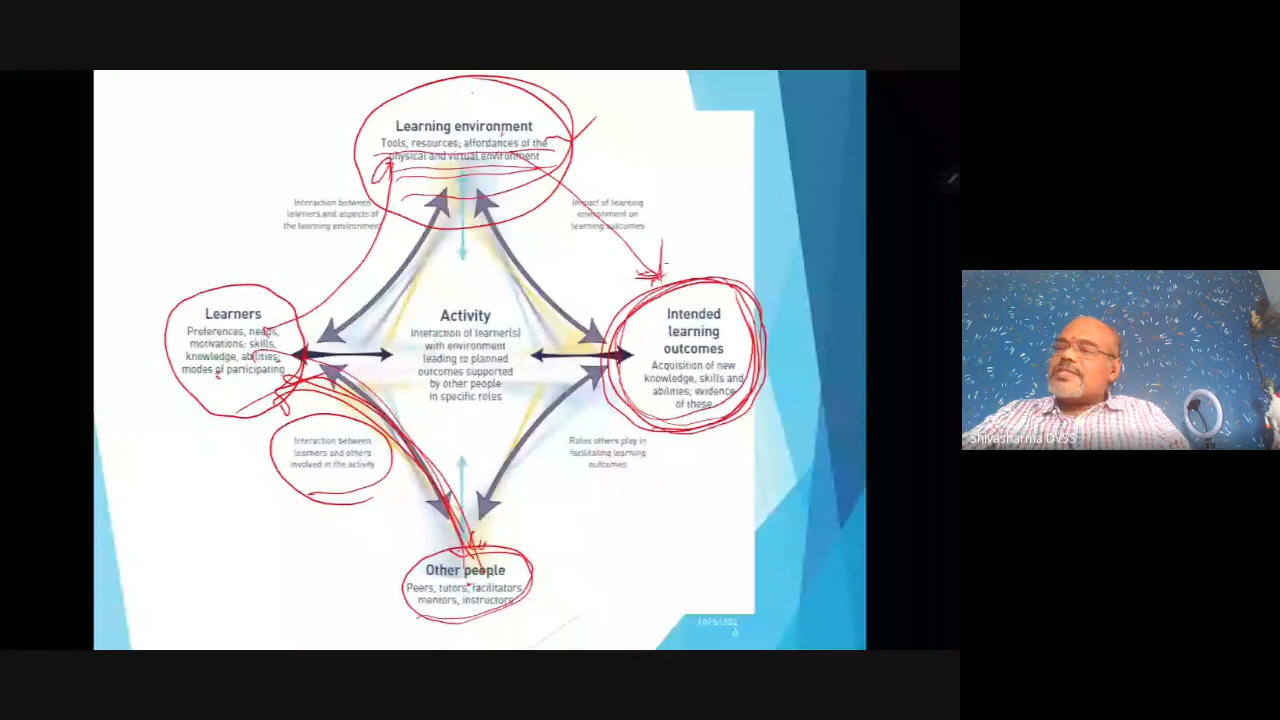 Learning environment
Tools, resources; affordances of the
physical and virtual environment
Interaction between
learners and aspects of
the learning environment
Impact of learning
environment on
learning outcomes
Learners
Preferences, needs,
motivations; skills,
knowledge, abilities;
modes of participating
Activity
Interaction of learner(s)
with environment
leading to planned
outcomes supported
by other people
in specific roles
Intended
learning
outcomes
Acquisition of new
knowledge, skills and
abilities; evidence
of these
Interaction between
learners and others
involved in the activity
Roles others play in
facilitating learning
outcomes
Other people
Peers, tutors, facilitators,
mentors, instructors
Shivasharma DVSS